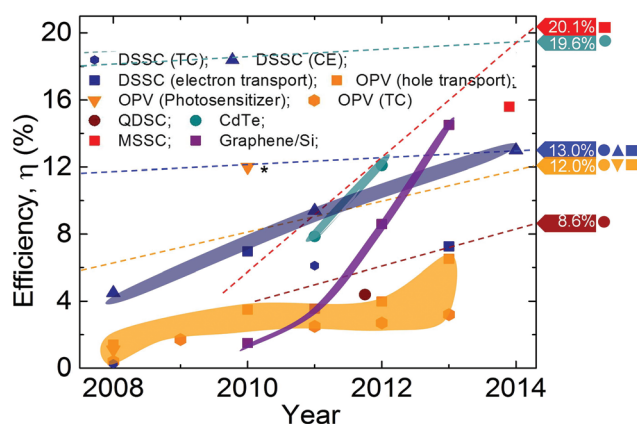 20
16
12
8
4
0
Efficiency, η (%)
DSSC (TC); DSSC (CE);
DSSC (electron transport); OPV (hole transport);
OPV (Photosensitizer); OPV (TC)
QDSC; CdTe;
MSSC; Graphene/Si;
*
20.1%
19.6%
13.0%
12.0%
8.6%
2008 2010 2012 2014
Year